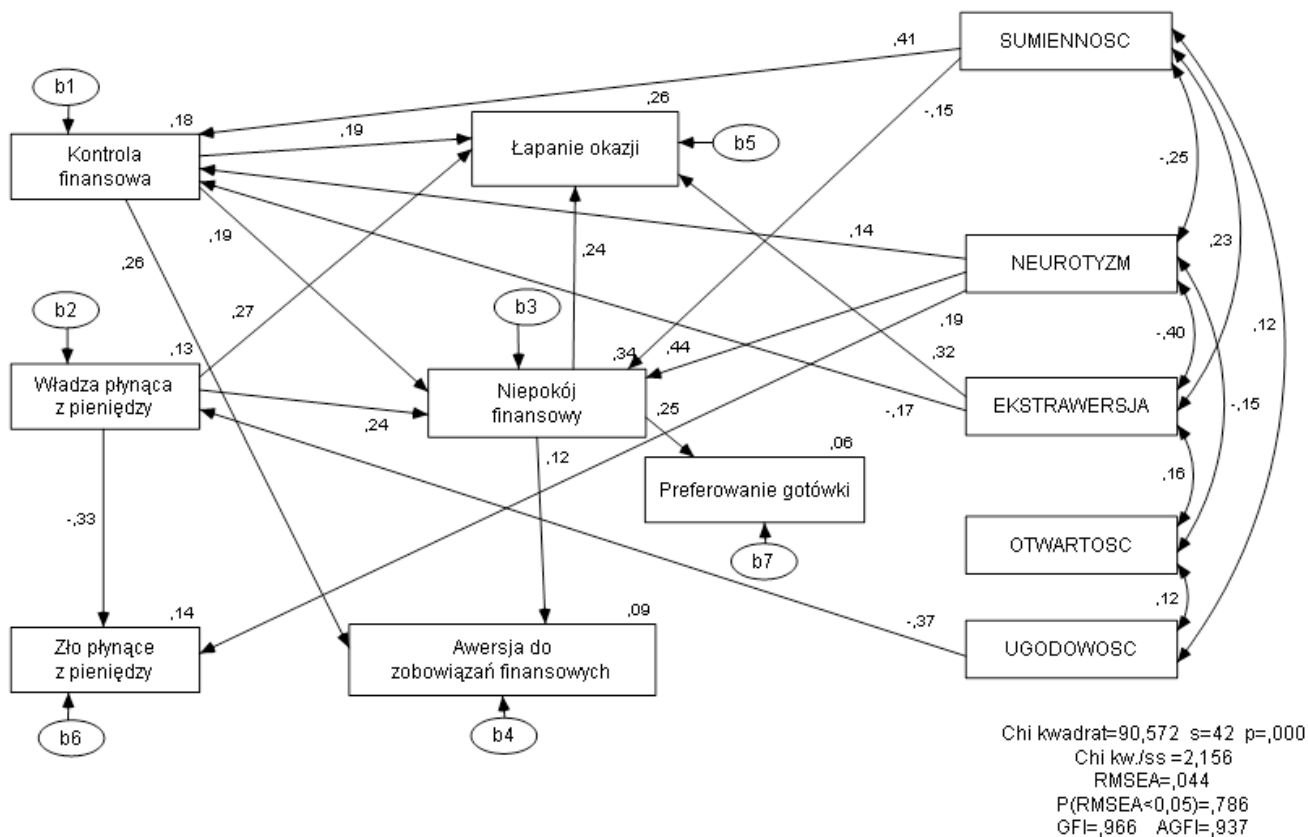 SUMIENNOSC
,41
b1
,26
-,15
,18
,19
Kontrola
finansowa
Łapanie okazji
b5
-,25
,19
,14
,23
,26
,24
NEUROTYZM
b2
,27
b3
,19
-,40
,12
,13
,34
,44
,32
Władza płynąca
z pieniędzy
Niepokój
finansowy
,25
-,17
EKSTRAWERSJA
-,15
,24
,12
,06
Preferowanie gotówki
,16
-,33
b7
OTWARTOSC
,14
,09
-,37
,12
Zło płynące
z pieniędzy
Awersja do
zobowiązań finansowych
UGODOWOSC
b6
b4
Chi kwadrat=90,572 s=42 p=,000
Chi kw./ss =2,156
RMSEA=,044
P(RMSEA<0,05)=,786
GFI=,966 AGFI=,937